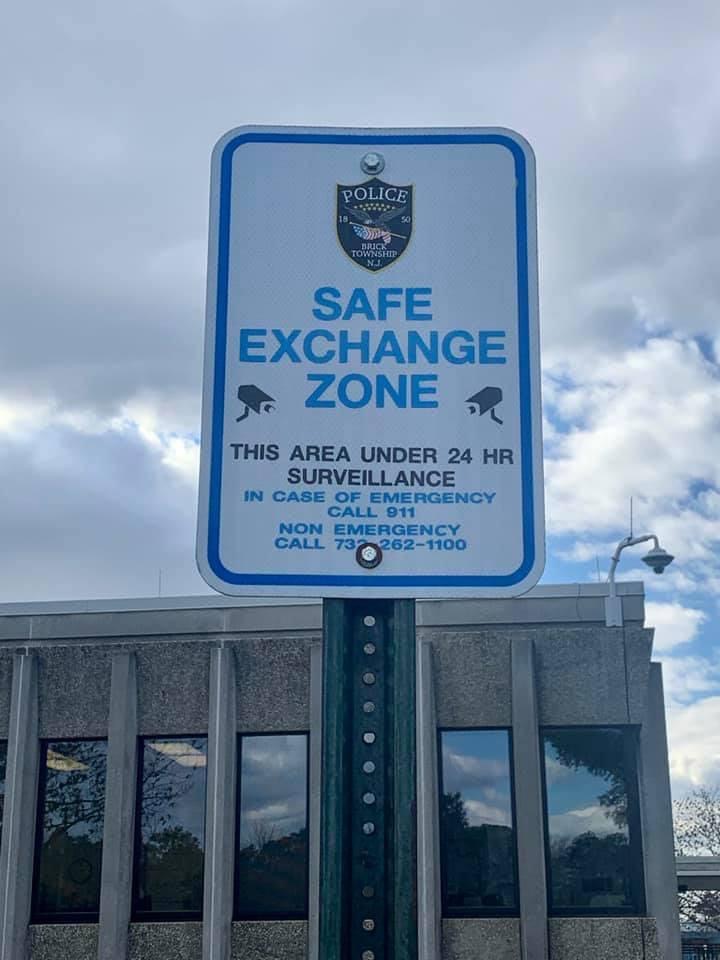 POLICE
18 50
BRICK
TOWNSHIP
N.J.
SAFE
EXCHANGE
ZONE
THIS AREA UNDER 24 HR
SURVEILLANCE
IN CASE OF EMERGENCY
CALL 911
NON EMERGENCY
CALL 732-262-1100